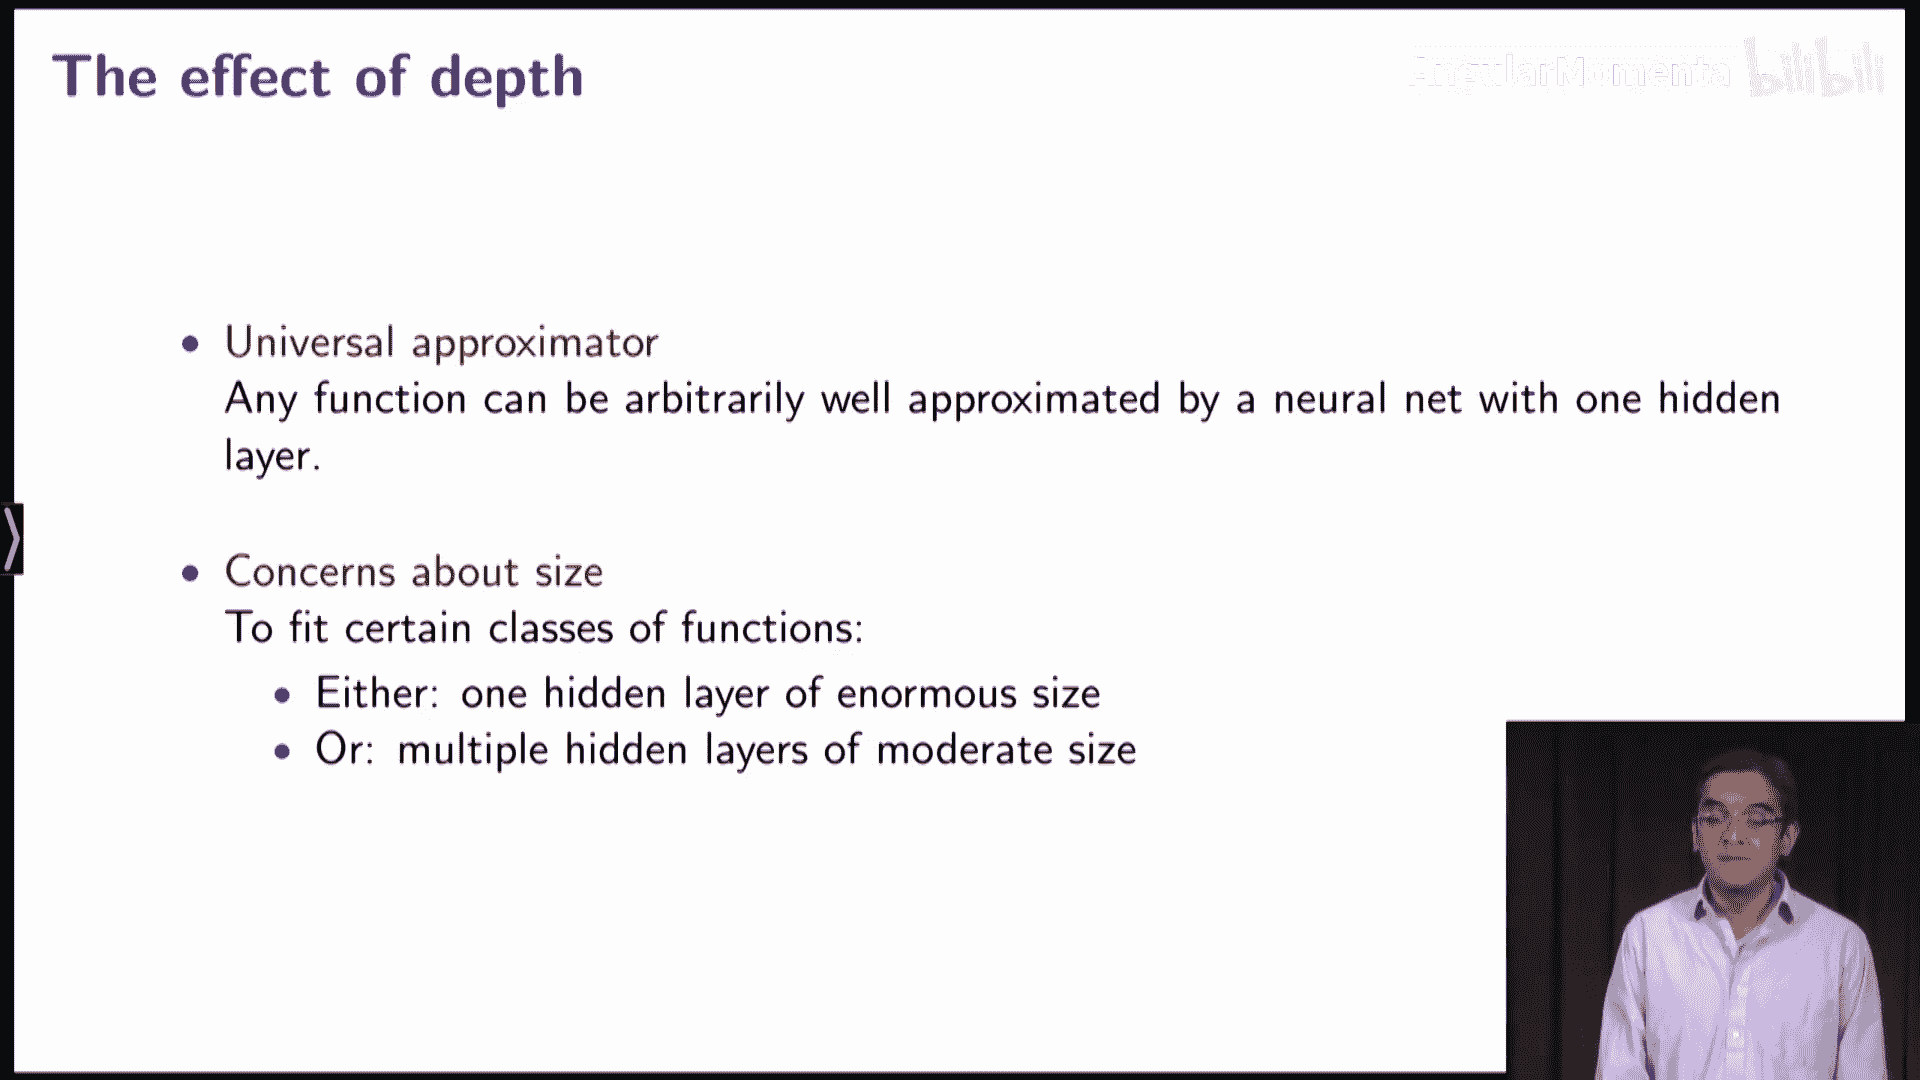 The effect of depth
AngularMomenta bilibili
• Universal approximator
Any function can be arbitrarily well approximated by a neural net with one hidden
layer.
• Concerns about size
To fit certain classes of functions:
• Either: one hidden layer of enormous size
• Or: multiple hidden layers of moderate size